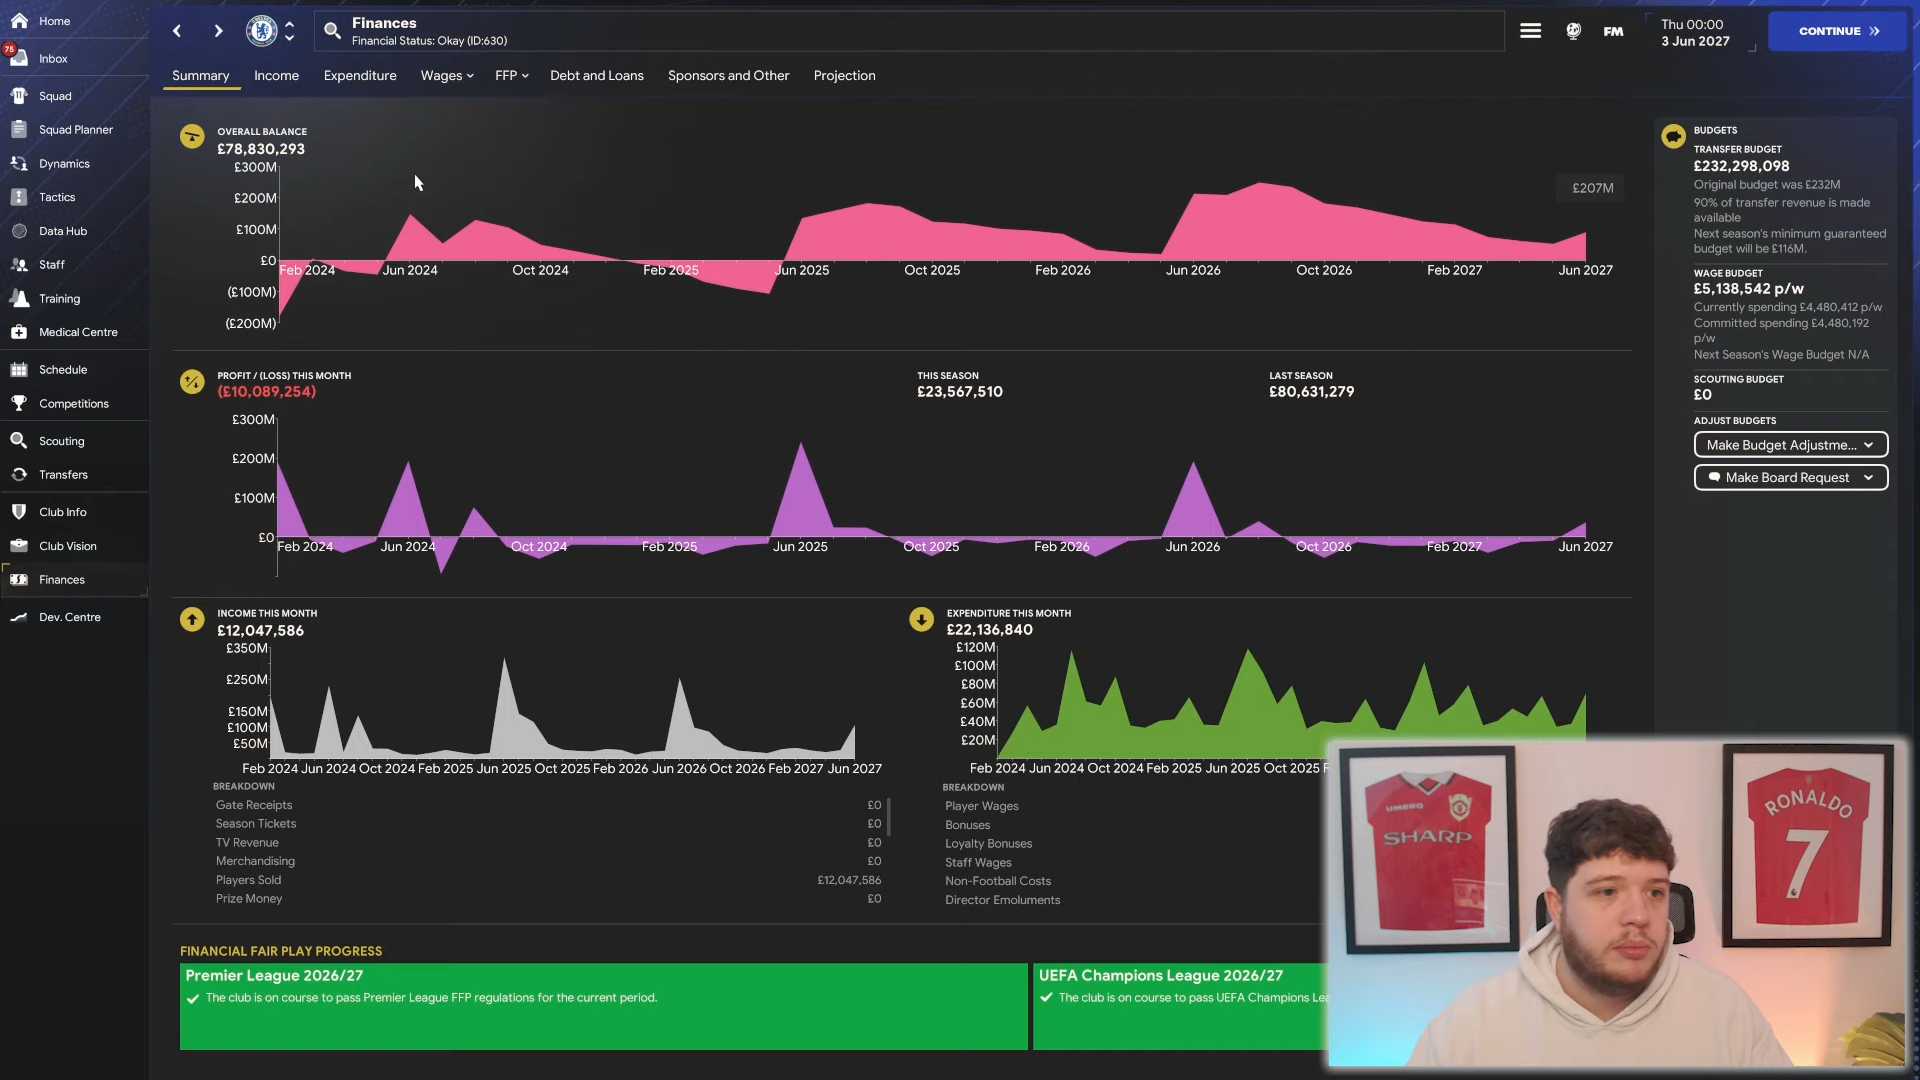 Home
75
Inbox
Squad
Squad Planner
Dynamics
Tactics
Data Hub
Staff
Training
Medical Centre
Schedule
Competitions
Scouting
Transfers
Club Info
Club Vision
Finances
Dev. Centre
Finances
Financial Status: Okay (ID:630)
FM
Thu 00:00
3 Jun 2027
CONTINUE
Summary
Income
Expenditure
Wages
FFP
Debt and Loans
Sponsors and Other
Projection
OVERALL BALANCE
£78,830,293
£300M
£200M
£100M
£0
(£100M)
(£200M)
Feb 2024 Jun 2024 Oct 2024 Feb 2025 Jun 2025 Oct 2025 Feb 2026 Jun 2026 Oct 2026 Feb 2027 Jun 2027
£207M
PROFIT / (LOSS) THIS MONTH
(£10,089,254)
THIS SEASON
£23,567,510
LAST SEASON
£80,631,279
£300M
£200M
£100M
£0
Feb 2024 Jun 2024 Oct 2024 Feb 2025 Jun 2025 Oct 2025 Feb 2026 Jun 2026 Oct 2026 Feb 2027 Jun 2027
INCOME THIS MONTH
£12,047,586
£350M
£250M
£150M
£100M
£50M
Feb 2024 Jun 2024 Oct 2024 Feb 2025 Jun 2025 Oct 2025 Feb 2026 Jun 2026 Oct 2026 Feb 2027 Jun 2027
BREAKDOWN
Gate Receipts £0
Season Tickets £0
TV Revenue £0
Merchandising £0
Players Sold £12,047,586
Prize Money £0
EXPENDITURE THIS MONTH
£22,136,840
£120M
£100M
£80M
£60M
£40M
£20M
Feb 2024 Jun 2024 Oct 2024 Feb 2025 Jun 2025 Oct 2025 F
BREAKDOWN
Player Wages
Bonuses
Loyalty Bonuses
Staff Wages
Non-Football Costs
Director Emoluments
FINANCIAL FAIR PLAY PROGRESS
Premier League 2026/27
The club is on course to pass Premier League FFP regulations for the current period.
UEFA Champions League 2026/27
The club is on course to pass UEFA Champions Lea
BUDGETS
TRANSFER BUDGET
£232,298,098
Original budget was £232M
90% of transfer revenue is made
available
Next season's minimum guaranteed
budget will be £116M.
WAGE BUDGET
£5,138,542 p/w
Currently spending £4,480,412 p/w
Committed spending £4,480,192
p/w
Next Season's Wage Budget N/A
SCOUTING BUDGET
£0
ADJUST BUDGETS
Make Budget Adjustme...
Make Board Request
UMBRO
SHARP
RONALDO
7